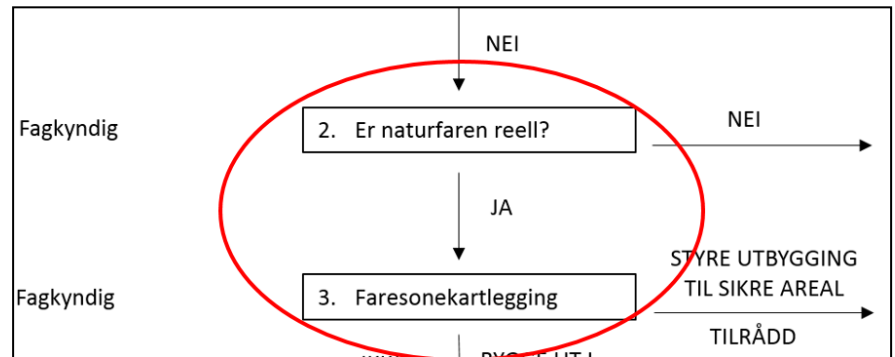 NEI
Fagkyndig
2. Er naturfaren reell?
NEI
JA
STYRE UTBYGGING
TIL SIKRE AREAL
Fagkyndig
3. Faresonekartlegging
TILRÅDD